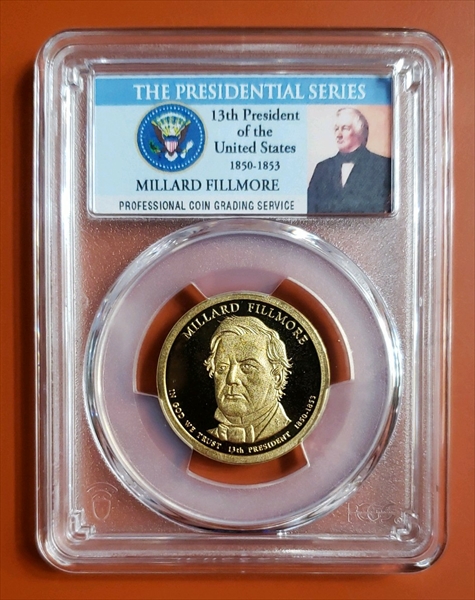 THE PRESIDENTIAL SERIES
13th President
of the
United States
1850-1853
MILLARD FILLMORE
PROFESSIONAL COIN GRADING SERVICE
MILLARD FILLMORE
IN GOD WE TRUST 13th PRESIDENT 1850-1853
PCGS